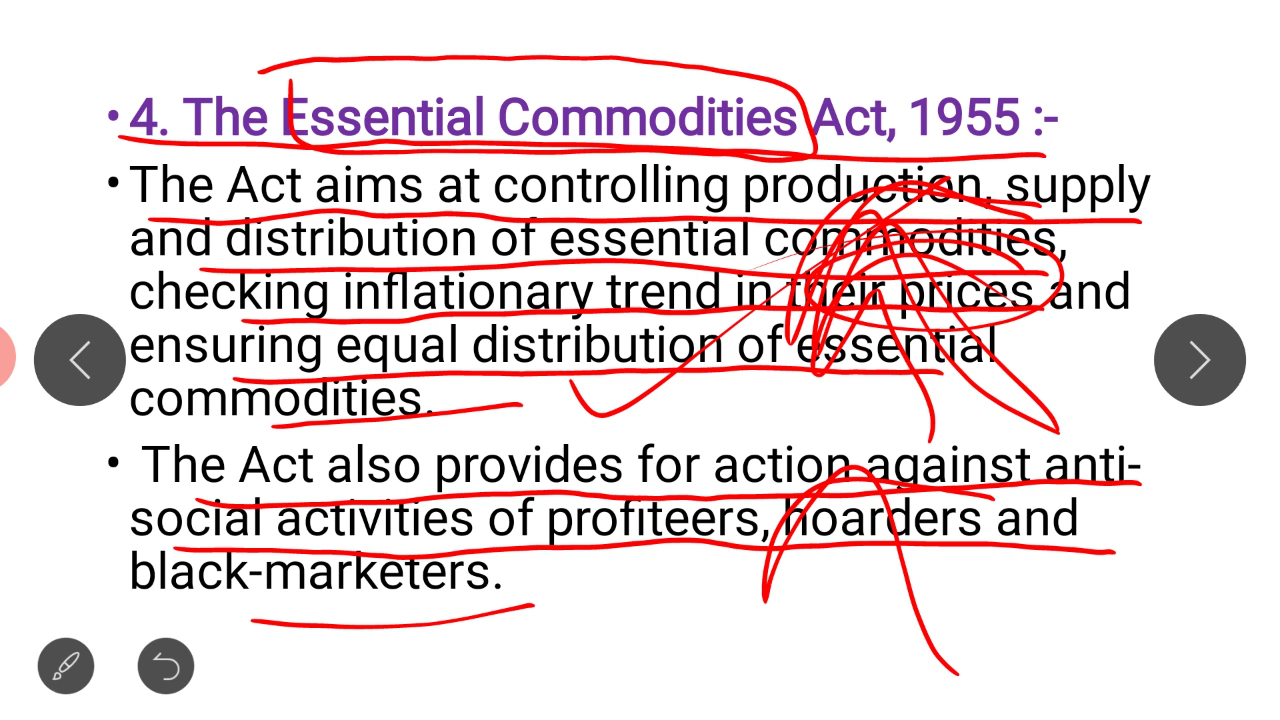 • 4. The Essential Commodities Act, 1955 :-
• The Act aims at controlling production, supply
and distribution of essential commodities,
checking inflationary trend in their prices and
ensuring equal distribution of essential
commodities.
• The Act also provides for action against anti-
social activities of profiteers, hoarders and
black-marketers.